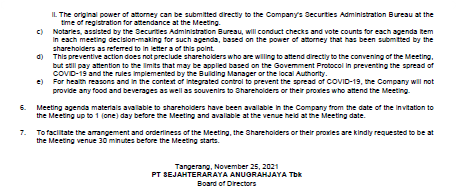 ii. The original power of attorney can be submitted directly to the Company's Securities Administration Bureau at the
time of registration for attendance at the Meeting.
c) Notaries, assisted by the Securities Administration Bureau, will conduct checks and vote counts for each agenda item
in each meeting decision-making for such agenda, based on the power of attorney that has been submitted by the
shareholders as referred to in letter a of this point.
d) This preventive action does not preclude shareholders who are willing to attend directly to the convening of the Meeting,
but still pay attention to the limits that may be applied based on the Government Protocol in preventing the spread of
COVID-19 and the rules implemented by the Building Manager or the local Authority.
e) For health reasons and in the context of integrated control to prevent the spread of COVID-19, the Company will not
provide any food and beverages as well as souvenirs to Shareholders or their proxies who attend the Meeting.
6. Meeting agenda materials available to shareholders have been available in the Company from the date of the invitation to
the Meeting up to 1 (one) day before the Meeting and available at the venue held at the Meeting date.
7. To facilitate the arrangement and orderliness of the Meeting, the Shareholders or their proxies are kindly requested to be at
the Meeting venue 30 minutes before the Meeting starts.
Tangerang, November 25, 2021
PT SEJAHTERARAYA ANUGRAHJAYA Tbk
Board of Directors